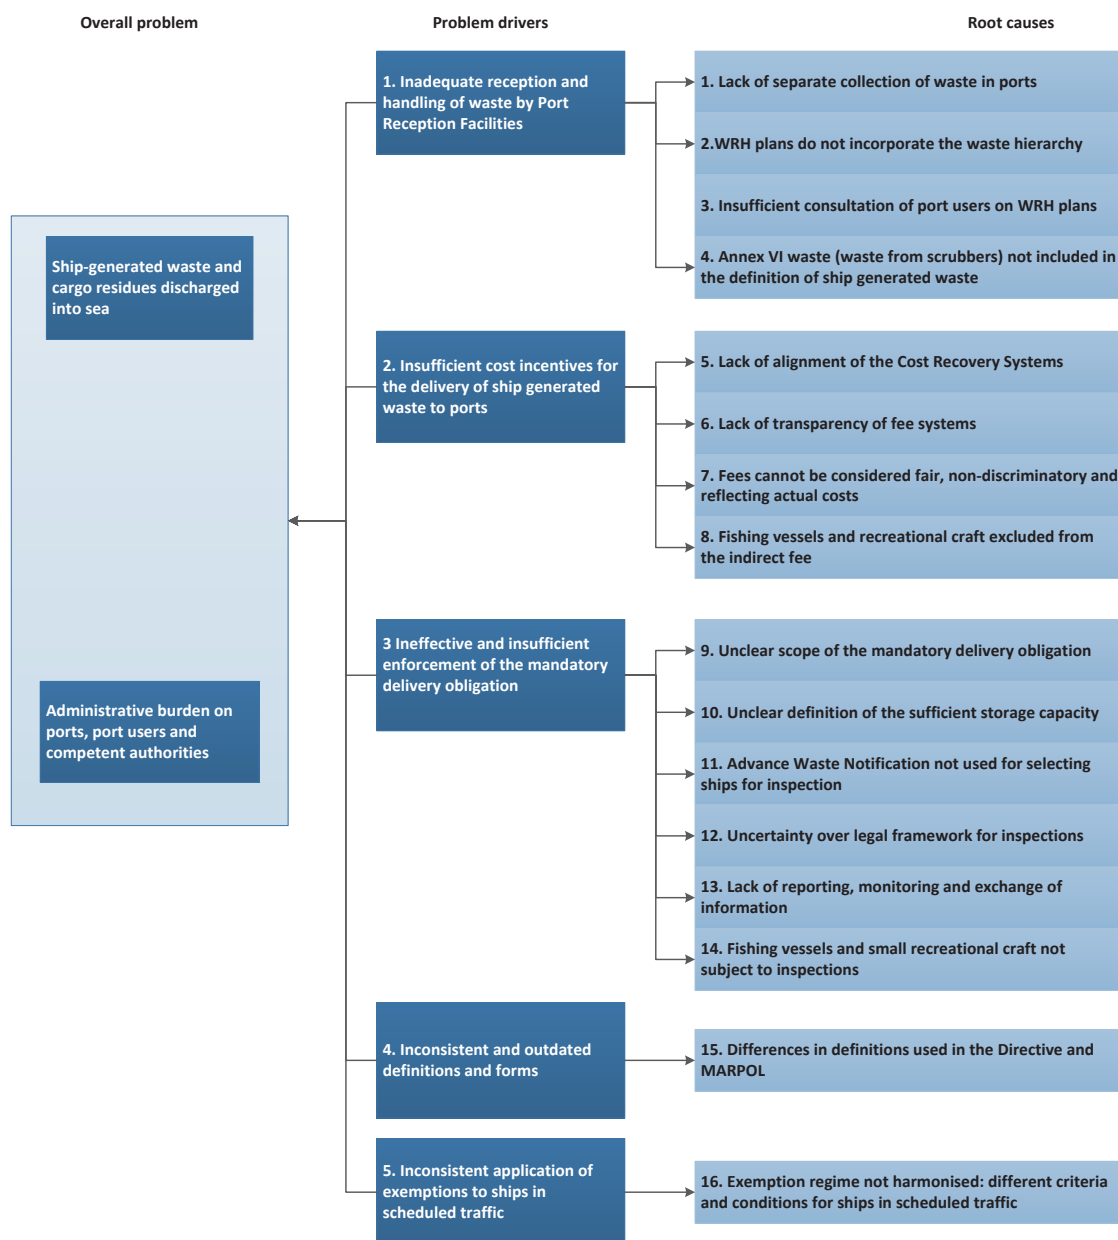 Overall problem
Problem drivers
Root causes
Ship-generated waste and
cargo residues discharged
into sea
Administrative burden on
ports, port users and
competent authorities
1. Inadequate reception and
handling of waste by Port
Reception Facilities
1. Lack of separate collection of waste in ports
2.WRH plans do not incorporate the waste hierarchy
3. Insufficient consultation of port users on WRH plans
4. Annex VI waste (waste from scrubbers) not included in
the definition of ship generated waste
2. Insufficient cost incentives for
the delivery of ship generated
waste to ports
5. Lack of alignment of the Cost Recovery Systems
6. Lack of transparency of fee systems
7. Fees cannot be considered fair, non-discriminatory and
reflecting actual costs
8. Fishing vessels and recreational craft excluded from
the indirect fee
3 Ineffective and insufficient
enforcement of the mandatory
delivery obligation
9. Unclear scope of the mandatory delivery obligation
10. Unclear definition of the sufficient storage capacity
11. Advance Waste Notification not used for selecting
ships for inspection
12. Uncertainty over legal framework for inspections
13. Lack of reporting, monitoring and exchange of
information
14. Fishing vessels and small recreational craft not
subject to inspections
4. Inconsistent and outdated
definitions and forms
15. Differences in definitions used in the Directive and
MARPOL
5. Inconsistent application of
exemptions to ships in
scheduled traffic
16. Exemption regime not harmonised: different criteria
and conditions for ships in scheduled traffic